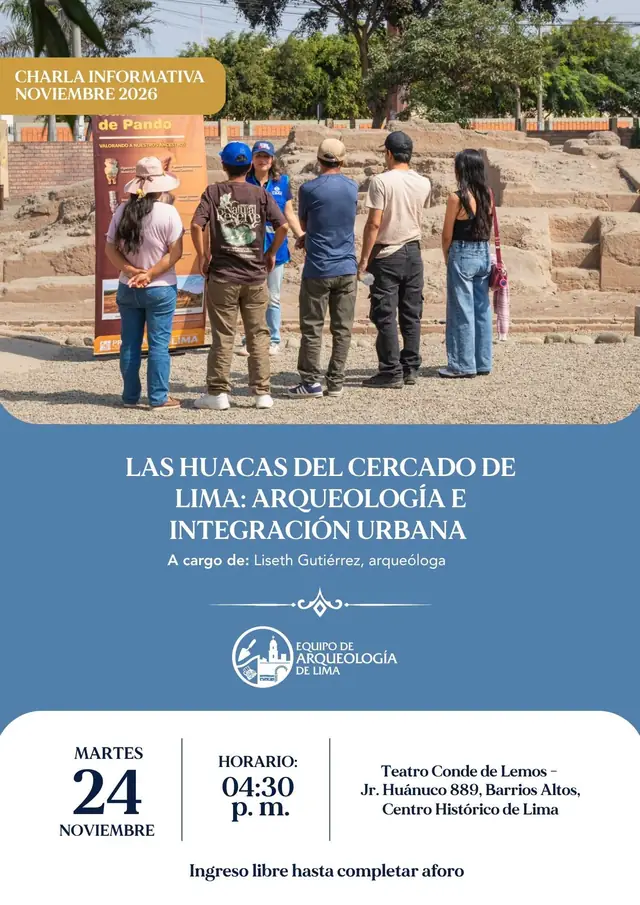 CHARLA INFORMATIVA
NOVIEMBRE 2026
de Pando
LAS HUACAS DEL CERCADO DE
LIMA: ARQUEOLOGÍA E
INTEGRACIÓN URBANA
A cargo de: Liseth Gutiérrez, arqueóloga
EQUIPO DE
ARQUEOLOGÍA
DE LIMA
MARTES
24
NOVIEMBRE
HORARIO:
04:30
p. m.
Teatro Conde de Lemos –
Jr. Huánuco 889, Barrios Altos,
Centro Histórico de Lima
Ingreso libre hasta completar aforo